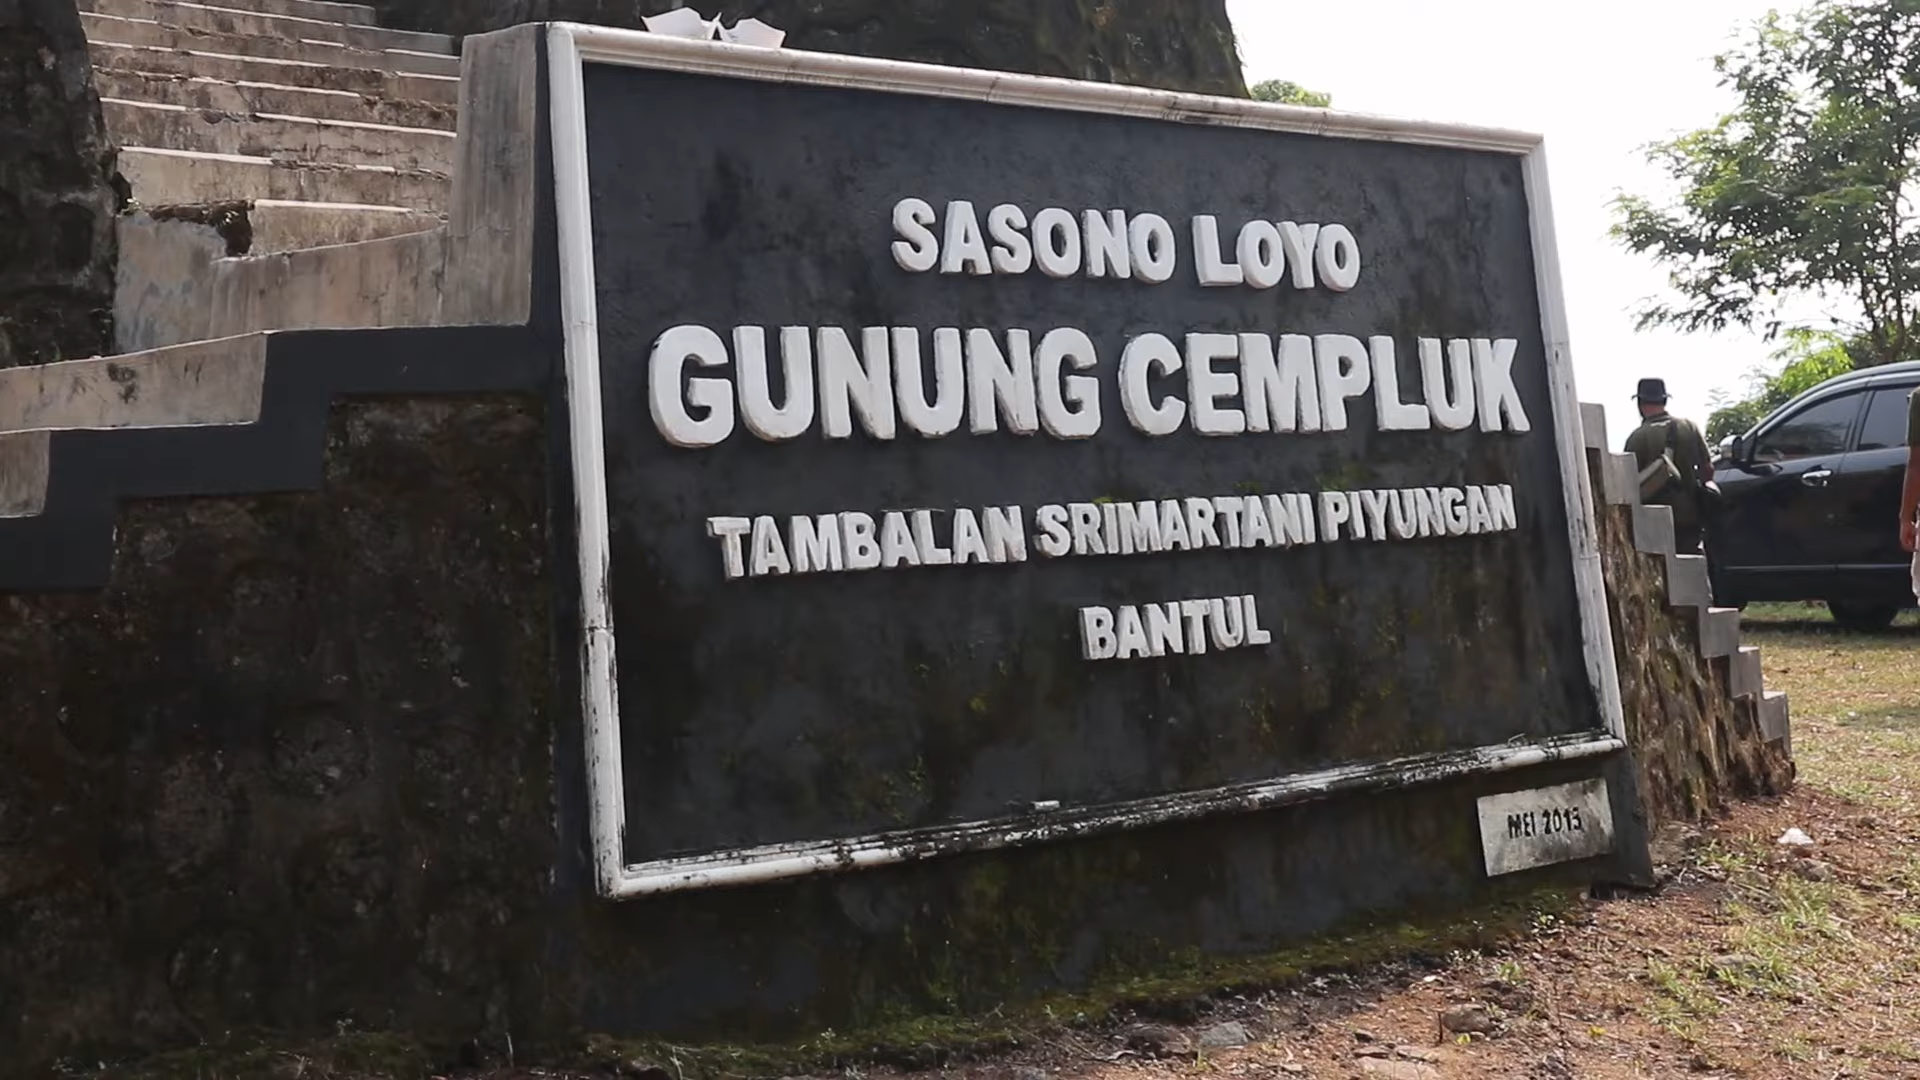 SASONO LOYO
GUNUNG CEMPLUK
TAMBALAN SRIMARTANI PIYUNGAN
BANTUL
MEI 2015